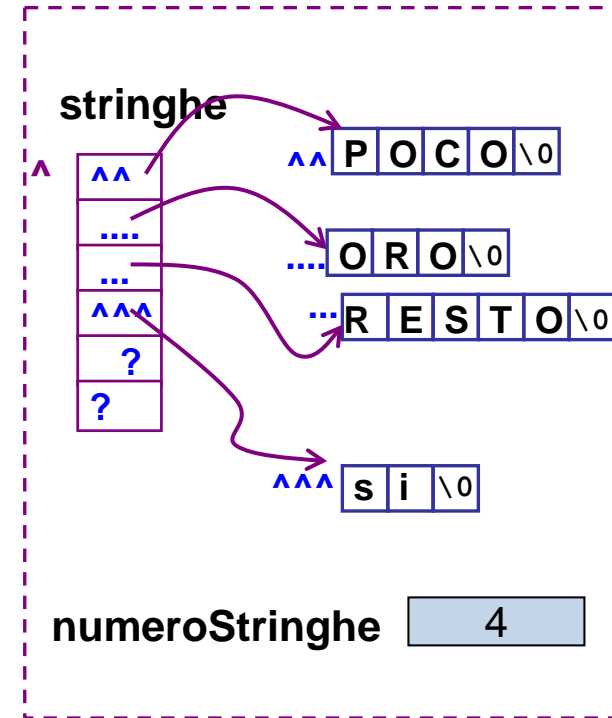 stringhe
^ ^^ ^^ P O C O \0
.... .... O R O \0
... ... R E S T O \0
^^^
?
?
^^^ s i \0
numeroStringhe 4